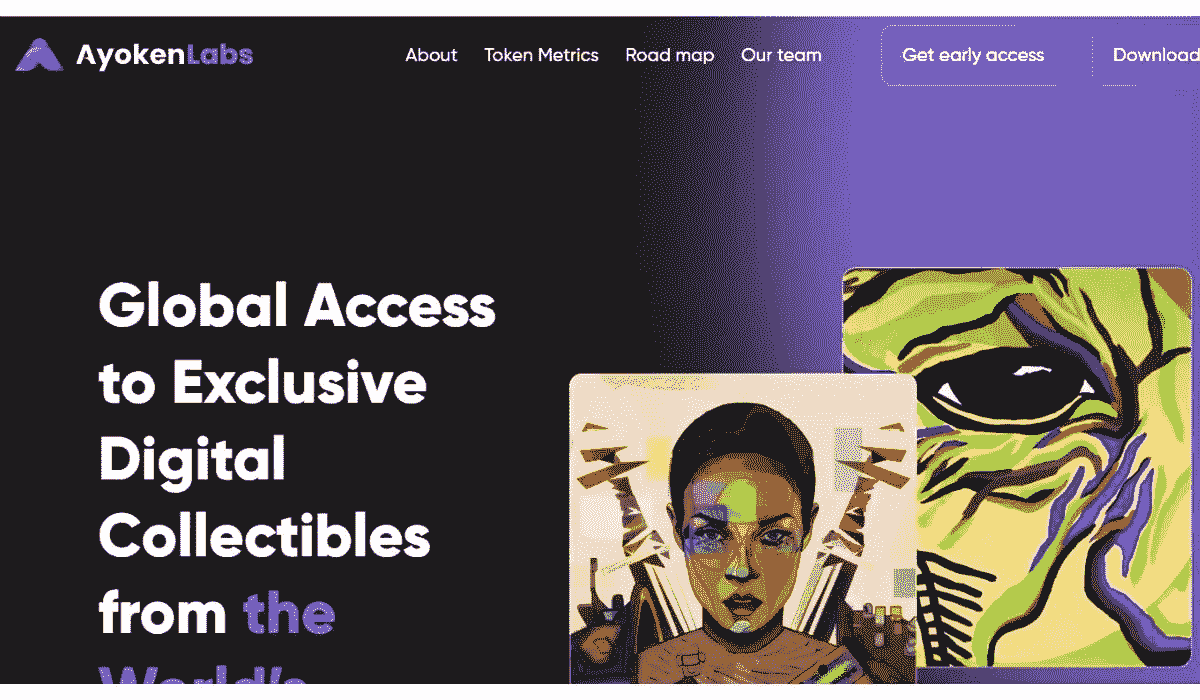 AyokenLabs
About Token Metrics Road map Our team Get early access Download
Global Access
to Exclusive
Digital
Collectibles
from the
World's